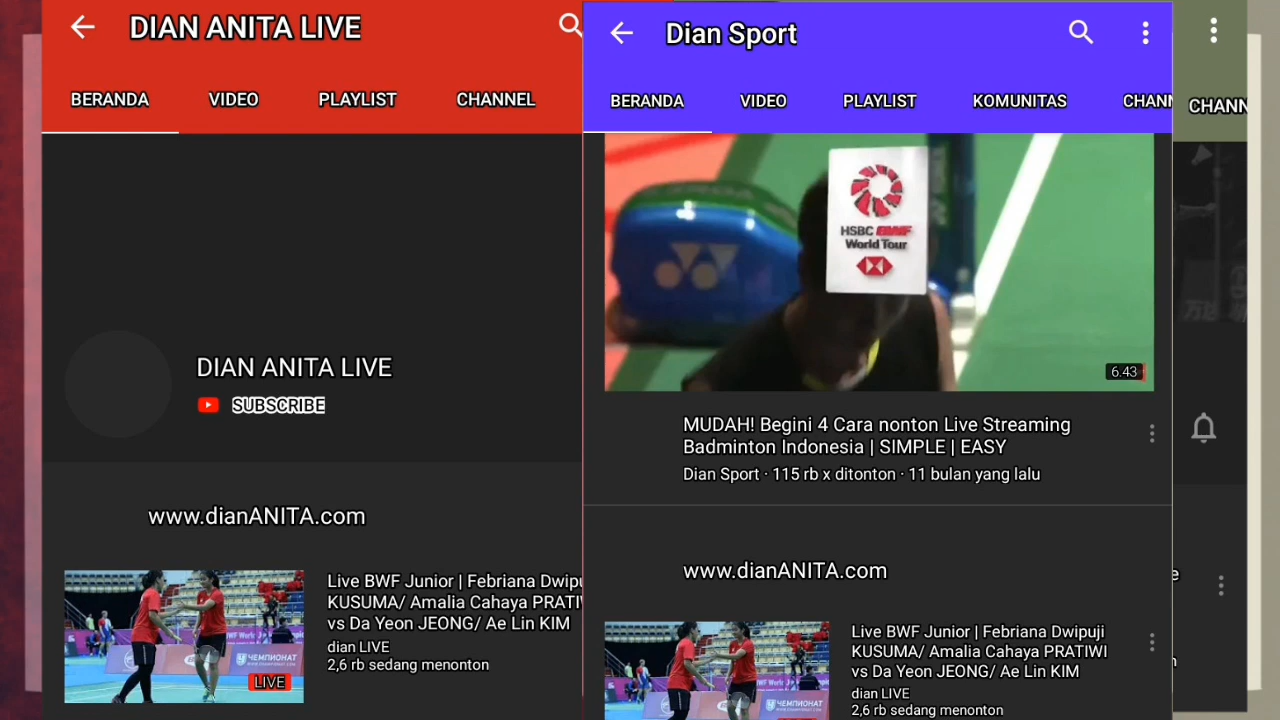 DIAN ANITA LIVE
BERANDA
VIDEO
PLAYLIST
CHANNEL
DIAN ANITA LIVE
SUBSCRIBE
www.dianANITA.com
Live BWF Junior | Febriana Dwipu
KUSUMA/ Amalia Cahaya PRATI
vs Da Yeon JEONG/ Ae Lin KIM
dian LIVE
2,6 rb sedang menonton
ЧЕМПИОНАТ
LIVE
Dian Sport
BERANDA
VIDEO
PLAYLIST
KOMUNITAS
CHANN
HSBC BWF
World Tour
6.43
MUDAH! Begini 4 Cara nonton Live Streaming
Badminton Indonesia | SIMPLE | EASY
Dian Sport · 115 rb x ditonton · 11 bulan yang lalu
www.dianANITA.com
Live BWF Junior | Febriana Dwipuji
KUSUMA/ Amalia Cahaya PRATIWI
vs Da Yeon JEONG/ Ae Lin KIM
dian LIVE
2,6 rb sedang menonton
CHANN